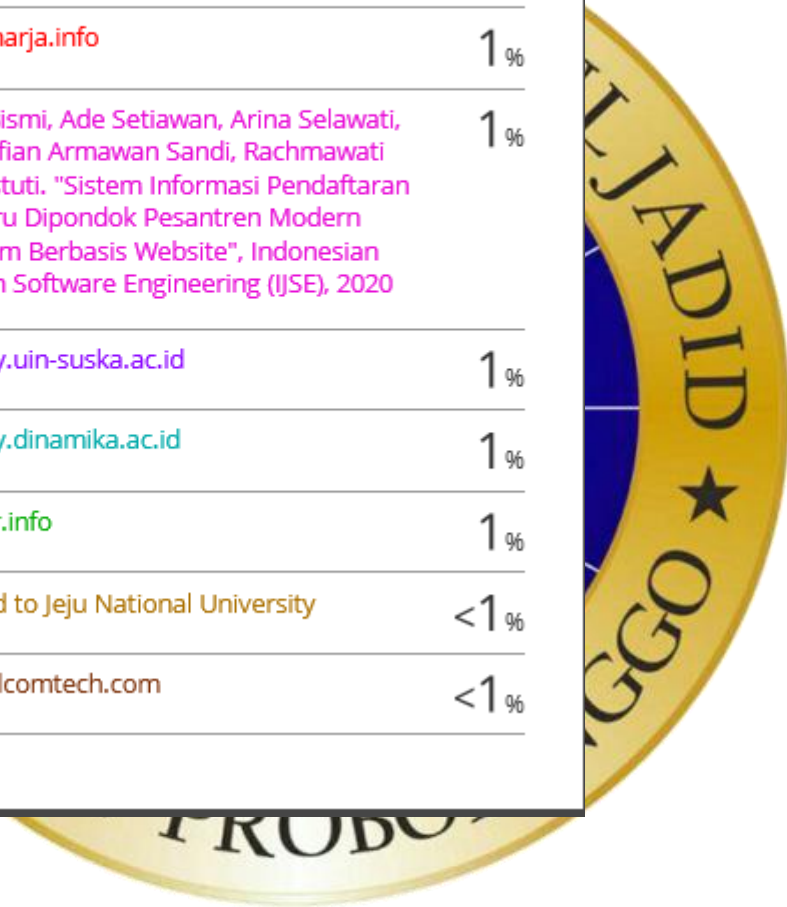 arja.info
1%
ismi, Ade Setiawan, Arina Selawati,
1%
fian Armawan Sandi, Rachmawati
tuti. "Sistem Informasi Pendaftaran
ru Dipondok Pesantren Modern
m Berbasis Website", Indonesian
n Software Engineering (IJSE), 2020
y.uin-suska.ac.id
1%
y.dinamika.ac.id
1%
.info
1%
d to Jeju National University
<1%
lcomtech.com
<1%
JADID
GGO
PROBO